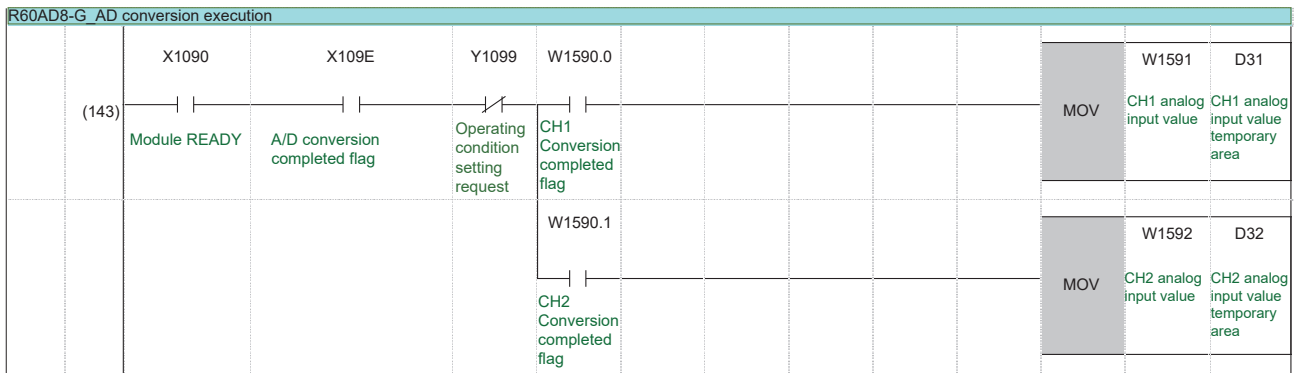 R60AD8-G_AD conversion execution
X1090 X109E Y1099 W1590.0 W1591 D31
(143)
MOV
Module READY
A/D conversion
completed flag
Operating
condition
setting
request
CH1
Conversion
completed
flag
CH1 analog
input value
CH1 analog
input value
temporary
area
W1590.1 W1592 D32
MOV
CH2
Conversion
completed
flag
CH2 analog
input value
CH2 analog
input value
temporary
area